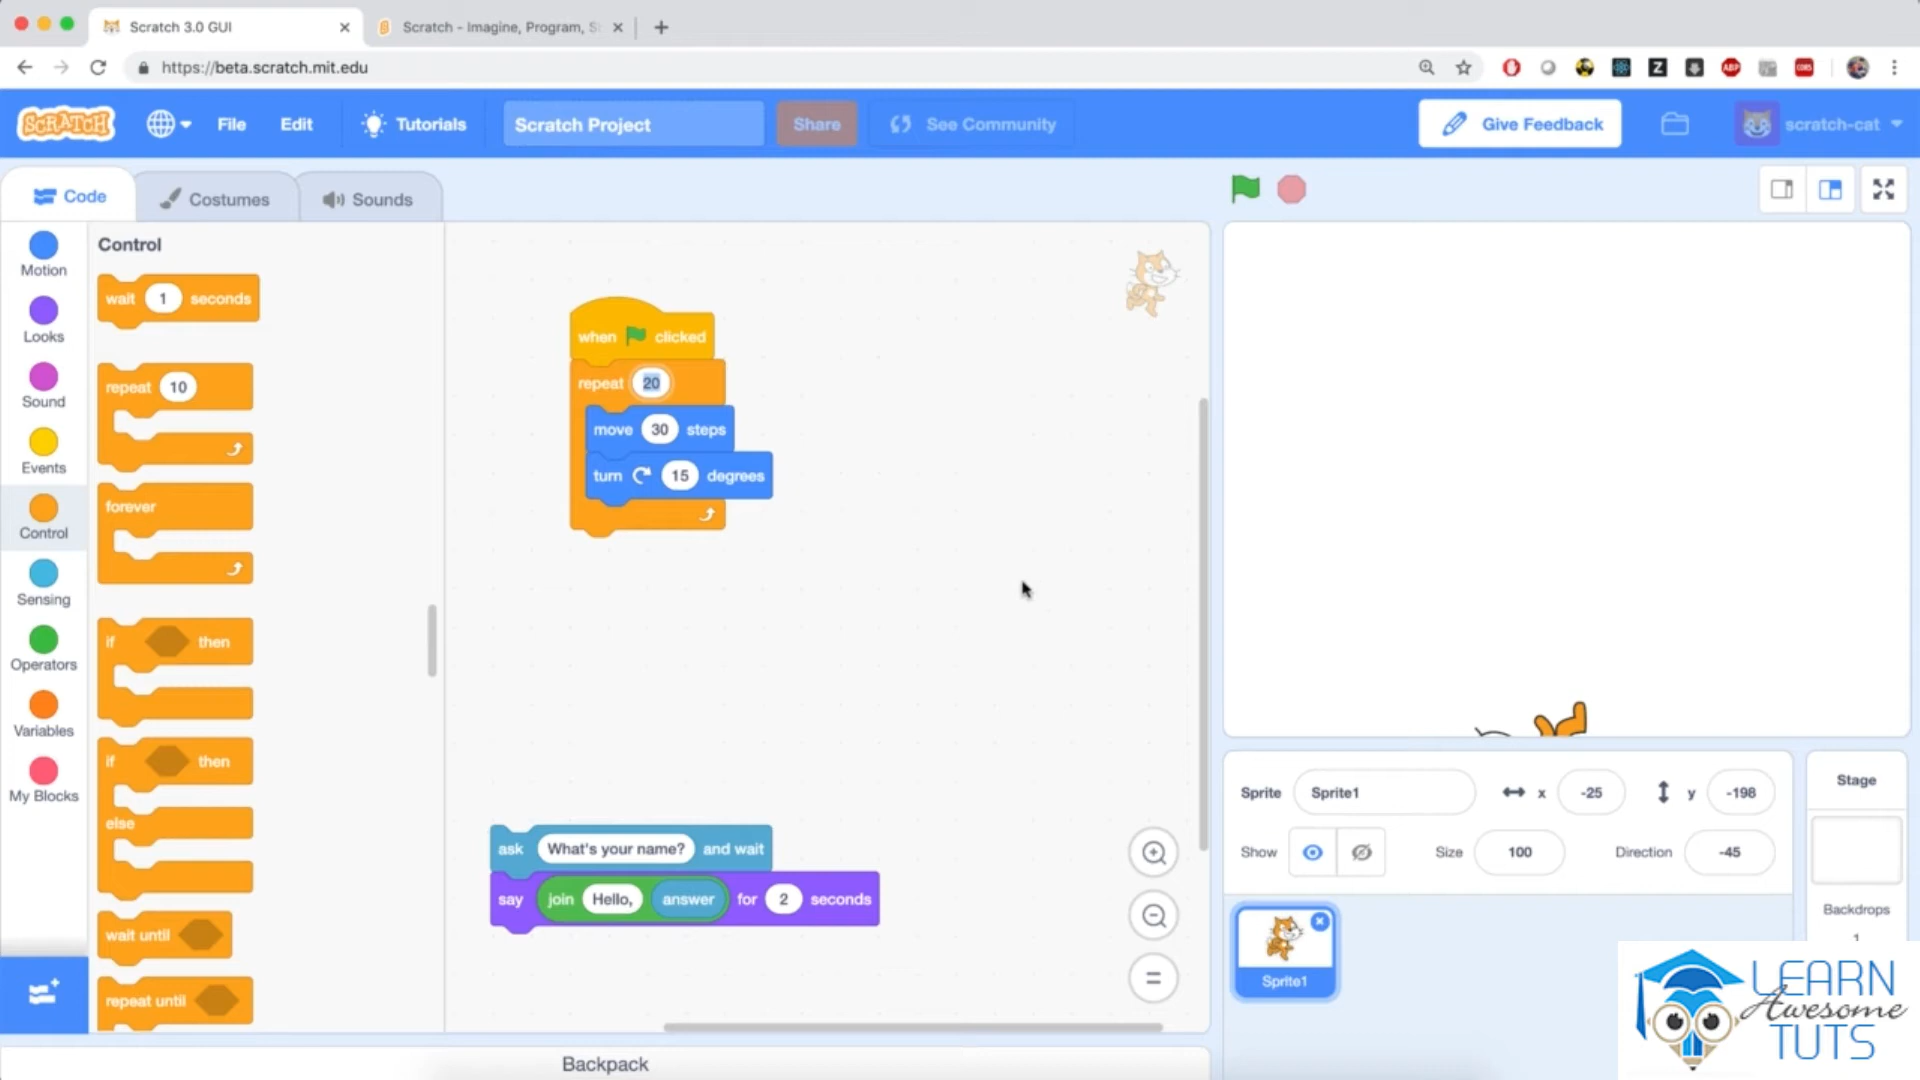 Scratch 3.0 GUI
Scratch - Imagine, Program, S
https://beta.scratch.mit.edu
Z
ABP
CORS
SCRATCH
File
Edit
Tutorials
Scratch Project
Share
See Community
Give Feedback
scratch-cat
Code
Costumes
Sounds
Motion
Looks
Sound
Events
Control
Sensing
Operators
Variables
My Blocks
Control
wait 1 seconds
repeat 10
forever
if then
if then
else
wait until
repeat until
when clicked
repeat 20
move 30 steps
turn 15 degrees
ask What's your name? and wait
say join Hello, answer for 2 seconds
Backpack
Sprite Sprite1 x -25 y -198
Show Size 100 Direction -45
Sprite1
Stage
Backdrops
1
LEARN
Awesome
TUTS